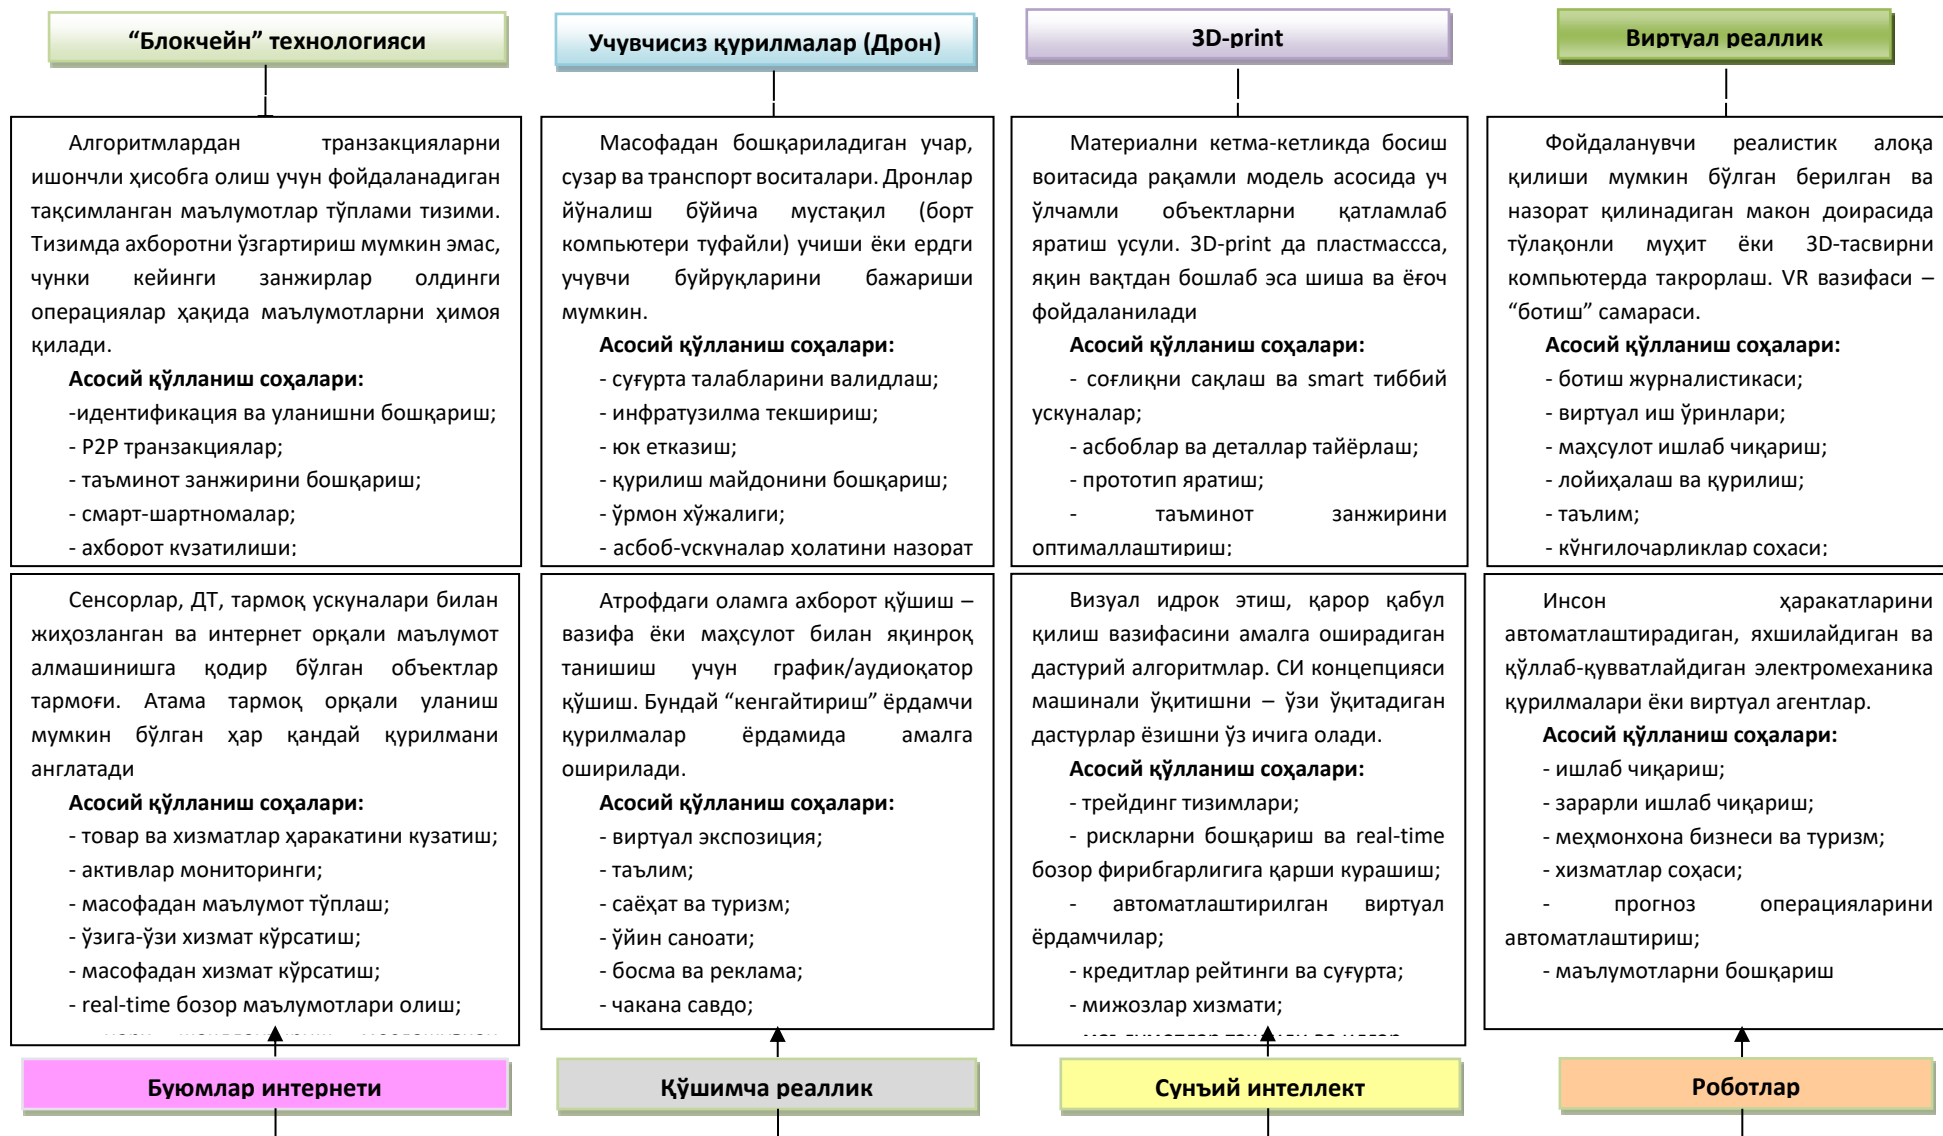 “Блокчейн” технологияси
Алгоритмлардан транзакцияларни
ишончли ҳисобга олиш учун фойдаланадиган
тақсимланган маълумотлар тўплами тизими.
Тизимда ахборотни ўзгартириш мумкин эмас,
чунки кейинги занжирлар олдинги
операциялар ҳақида маълумотларни ҳимоя
қилади.
Асосий қўлланиш соҳалари:
-идентификация ва уланишни бошқариш;
- P2P транзакциялар;
- таъминот занжирини бошқариш;
- смарт-шартномалар;
- ахборот кузатилиши;
Учувчисиз қурилмалар (Дрон)
Масофадан бошқариладиган учар,
сузар ва транспорт воситалари. Дронлар
йўналиш бўйича мустақил (борт
компьютери туфайли) учиши ёки ердги
учувчи буйруқларини бажариши
мумкин.
Асосий қўлланиш соҳалари:
- суғурта талабларини валидлаш;
- инфратузилма текшириш;
- юк етказиш;
- қурилиш майдонини бошқариш;
- ўрмон хўжалиги;
- асбоб-ускуналар ҳолатини назорат
3D-print
Материални кетма-кетликда босиш
воитасида рақамли модель асосида уч
ўлчамли объектларни қатламлаб
яратиш усули. 3D-print да пластмассса,
яқин вақтдан бошлаб эса шиша ва ёғоч
фойдаланилади
Асосий қўлланиш соҳалари:
- соғлиқни сақлаш ва smart тиббий
ускуналар;
- асбоблар ва деталлар тайёрлаш;
- прототип яратиш;
- таъминот занжирини
оптималлаштириш;
Виртуал реаллик
Фойдаланувчи реалистик алоқа
қилиши мумкин бўлган берилган ва
назорат қилинадиган макон доирасида
тўлақонли муҳит ёки 3D-тасвирни
компьютерда такрорлаш. VR вазифаси –
“ботиш” самараси.
Асосий қўлланиш соҳалари:
- ботиш журналистикаси;
- виртуал иш ўринлари;
- маҳсулот ишлаб чиқариш;
- лойиҳалаш ва қурилиш;
- таълим;
- кўнгилочарликлар соҳаси;
Сенсорлар, ДТ, тармоқ ускуналари билан
жиҳозланган ва интернет орқали маълумот
алмашинишга қодир бўлган объектлар
тармоғи. Атама тармоқ орқали уланиш
мумкин бўлган ҳар қандай қурилмани
англатади
Асосий қўлланиш соҳалари:
- товар ва хизматлар ҳаракатини кузатиш;
- активлар мониторинги;
- масофадан маълумот тўплаш;
- ўзига-ўзи хизмат кўрсатиш;
- масофадан хизмат кўрсатиш;
- real-time бозор маълумотлари олиш;
Буюмлар интернети
Атрофдаги оламга ахборот қўшиш –
вазифа ёки маҳсулот билан яқинроқ
танишиш учун график/аудиоқатор
қўшиш. Бундай “кенгайтириш” ёрдамчи
қурилмалар ёрдамида амалга
оширилади.
Асосий қўлланиш соҳалари:
- виртуал экспозиция;
- таълим;
- саёҳат ва туризм;
- ўйин саноати;
- босма ва реклама;
- чакана савдо;
Қўшимча реаллик
Визуал идрок этиш, қарор қабул
қилиш вазифасини амалга оширадиган
дастурий алгоритмлар. СИ концепцияси
машинали ўқитишни – ўзи ўқитадиган
дастурлар ёзишни ўз ичига олади.
Асосий қўлланиш соҳалари:
- трейдинг тизимлари;
- рискларни бошқариш ва real-time
бозор фирибгарлигига қарши курашиш;
- автоматлаштирилган виртуал
ёрдамчилар;
- кредитлар рейтинги ва суғурта;
- мижозлар хизмати;
Сунъий интеллект
Инсон ҳаракатларини
автоматлаштирадиган, яхшилайдиган ва
қўллаб-қувватлайдиган электромеханика
қурилмалари ёки виртуал агентлар.
Асосий қўлланиш соҳалари:
- ишлаб чиқариш;
- зарарли ишлаб чиқариш;
- меҳмонхона бизнеси ва туризм;
- хизматлар соҳаси;
- прогноз операцияларини
автоматлаштириш;
- маълумотларни бошқариш
Роботлар